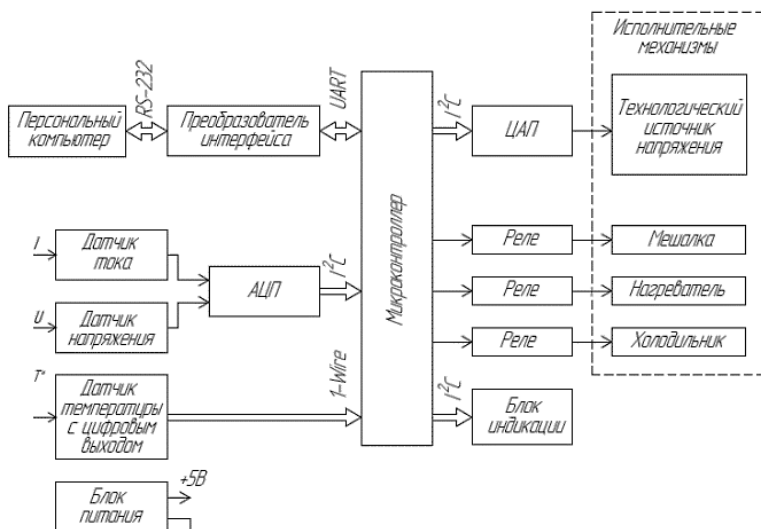 Исполнительные
механизмы
RS-232
UART
I²C
Персональный
компьютер
Преобразователь
интерфейса
ЦАП
Технологический
источник
напряжения
Микроконтроллер
I
Датчик
тока
АЦП
I²C
Реле
Мешалка
U
Датчик
напряжения
Реле
Нагреватель
Реле
Холодильник
T°
Датчик
температуры
с цифровым
выходом
1-Wire
I²C
Блок
индикации
Блок
питания
+5В